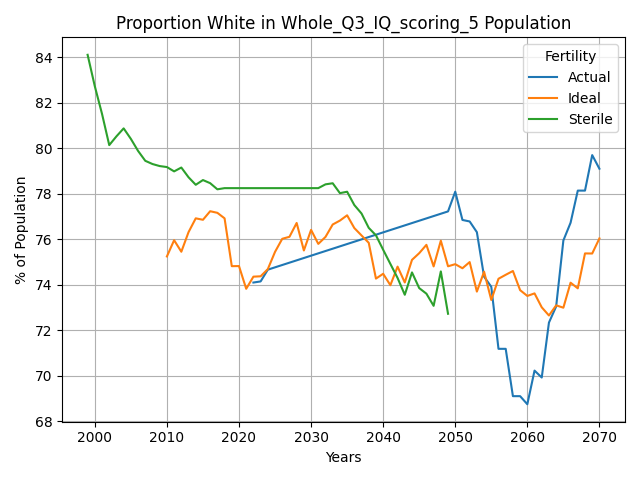 Proportion White in Whole_Q3_IQ_scoring_5 Population
% of Population
84
82
80
78
76
74
72
70
68
2000 2010 2020 2030 2040 2050 2060 2070
Years
Fertility
Actual
Ideal
Sterile